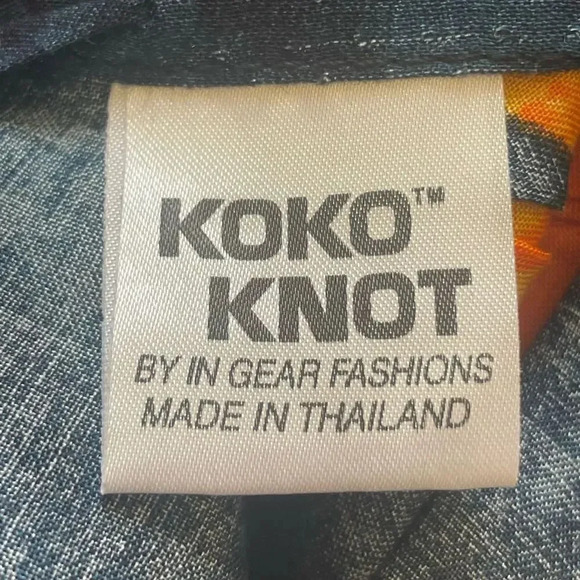 KOKO™
KNOT
BY IN GEAR FASHIONS
MADE IN THAILAND